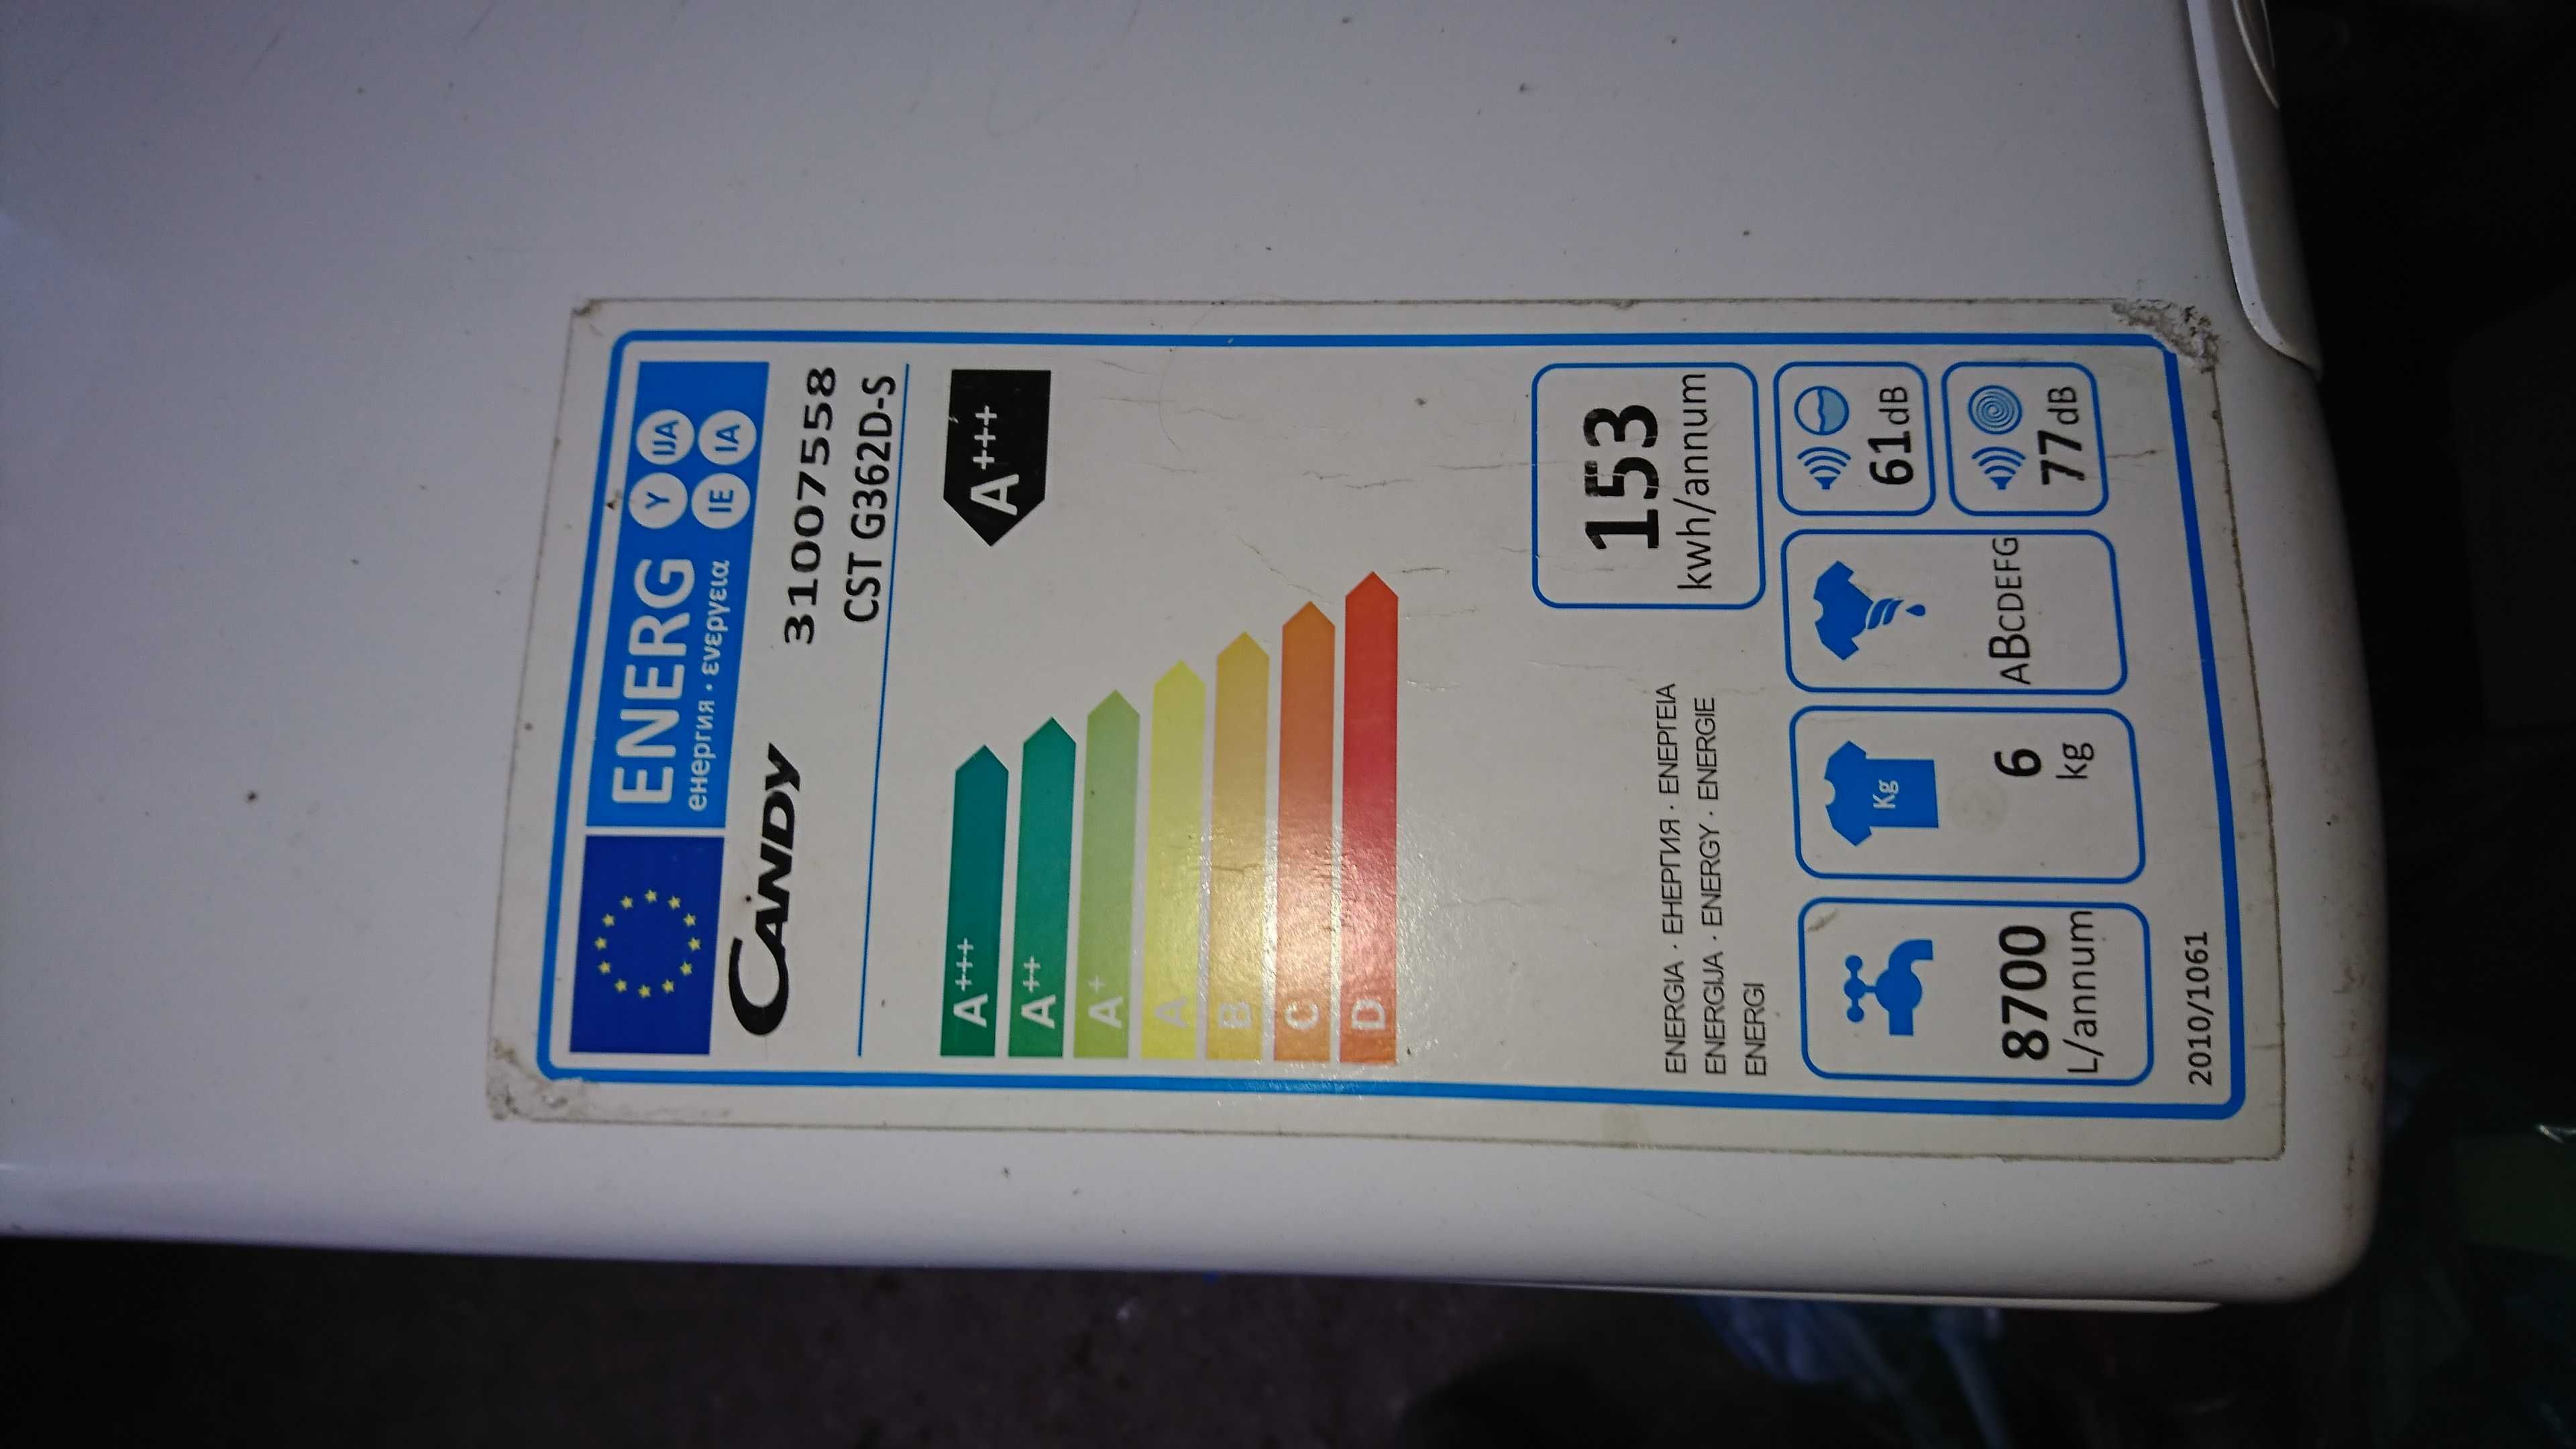 ENERG Y IJA
енергия · ενεργεια IE IA
CANDY 31007558
CST G362D-S
A+++
A+++
A++
A+
A
B
C
D
153
kwh/annum
ENERGIA · ЕНЕРГИЯ · ΕΝΕΡΓΕΙΑ
ENERGIJA · ENERGY · ENERGIE
ENERGI
8700
L/annum
Kg
6
kg
ABCDEFG
61dB
77dB
2010/1061